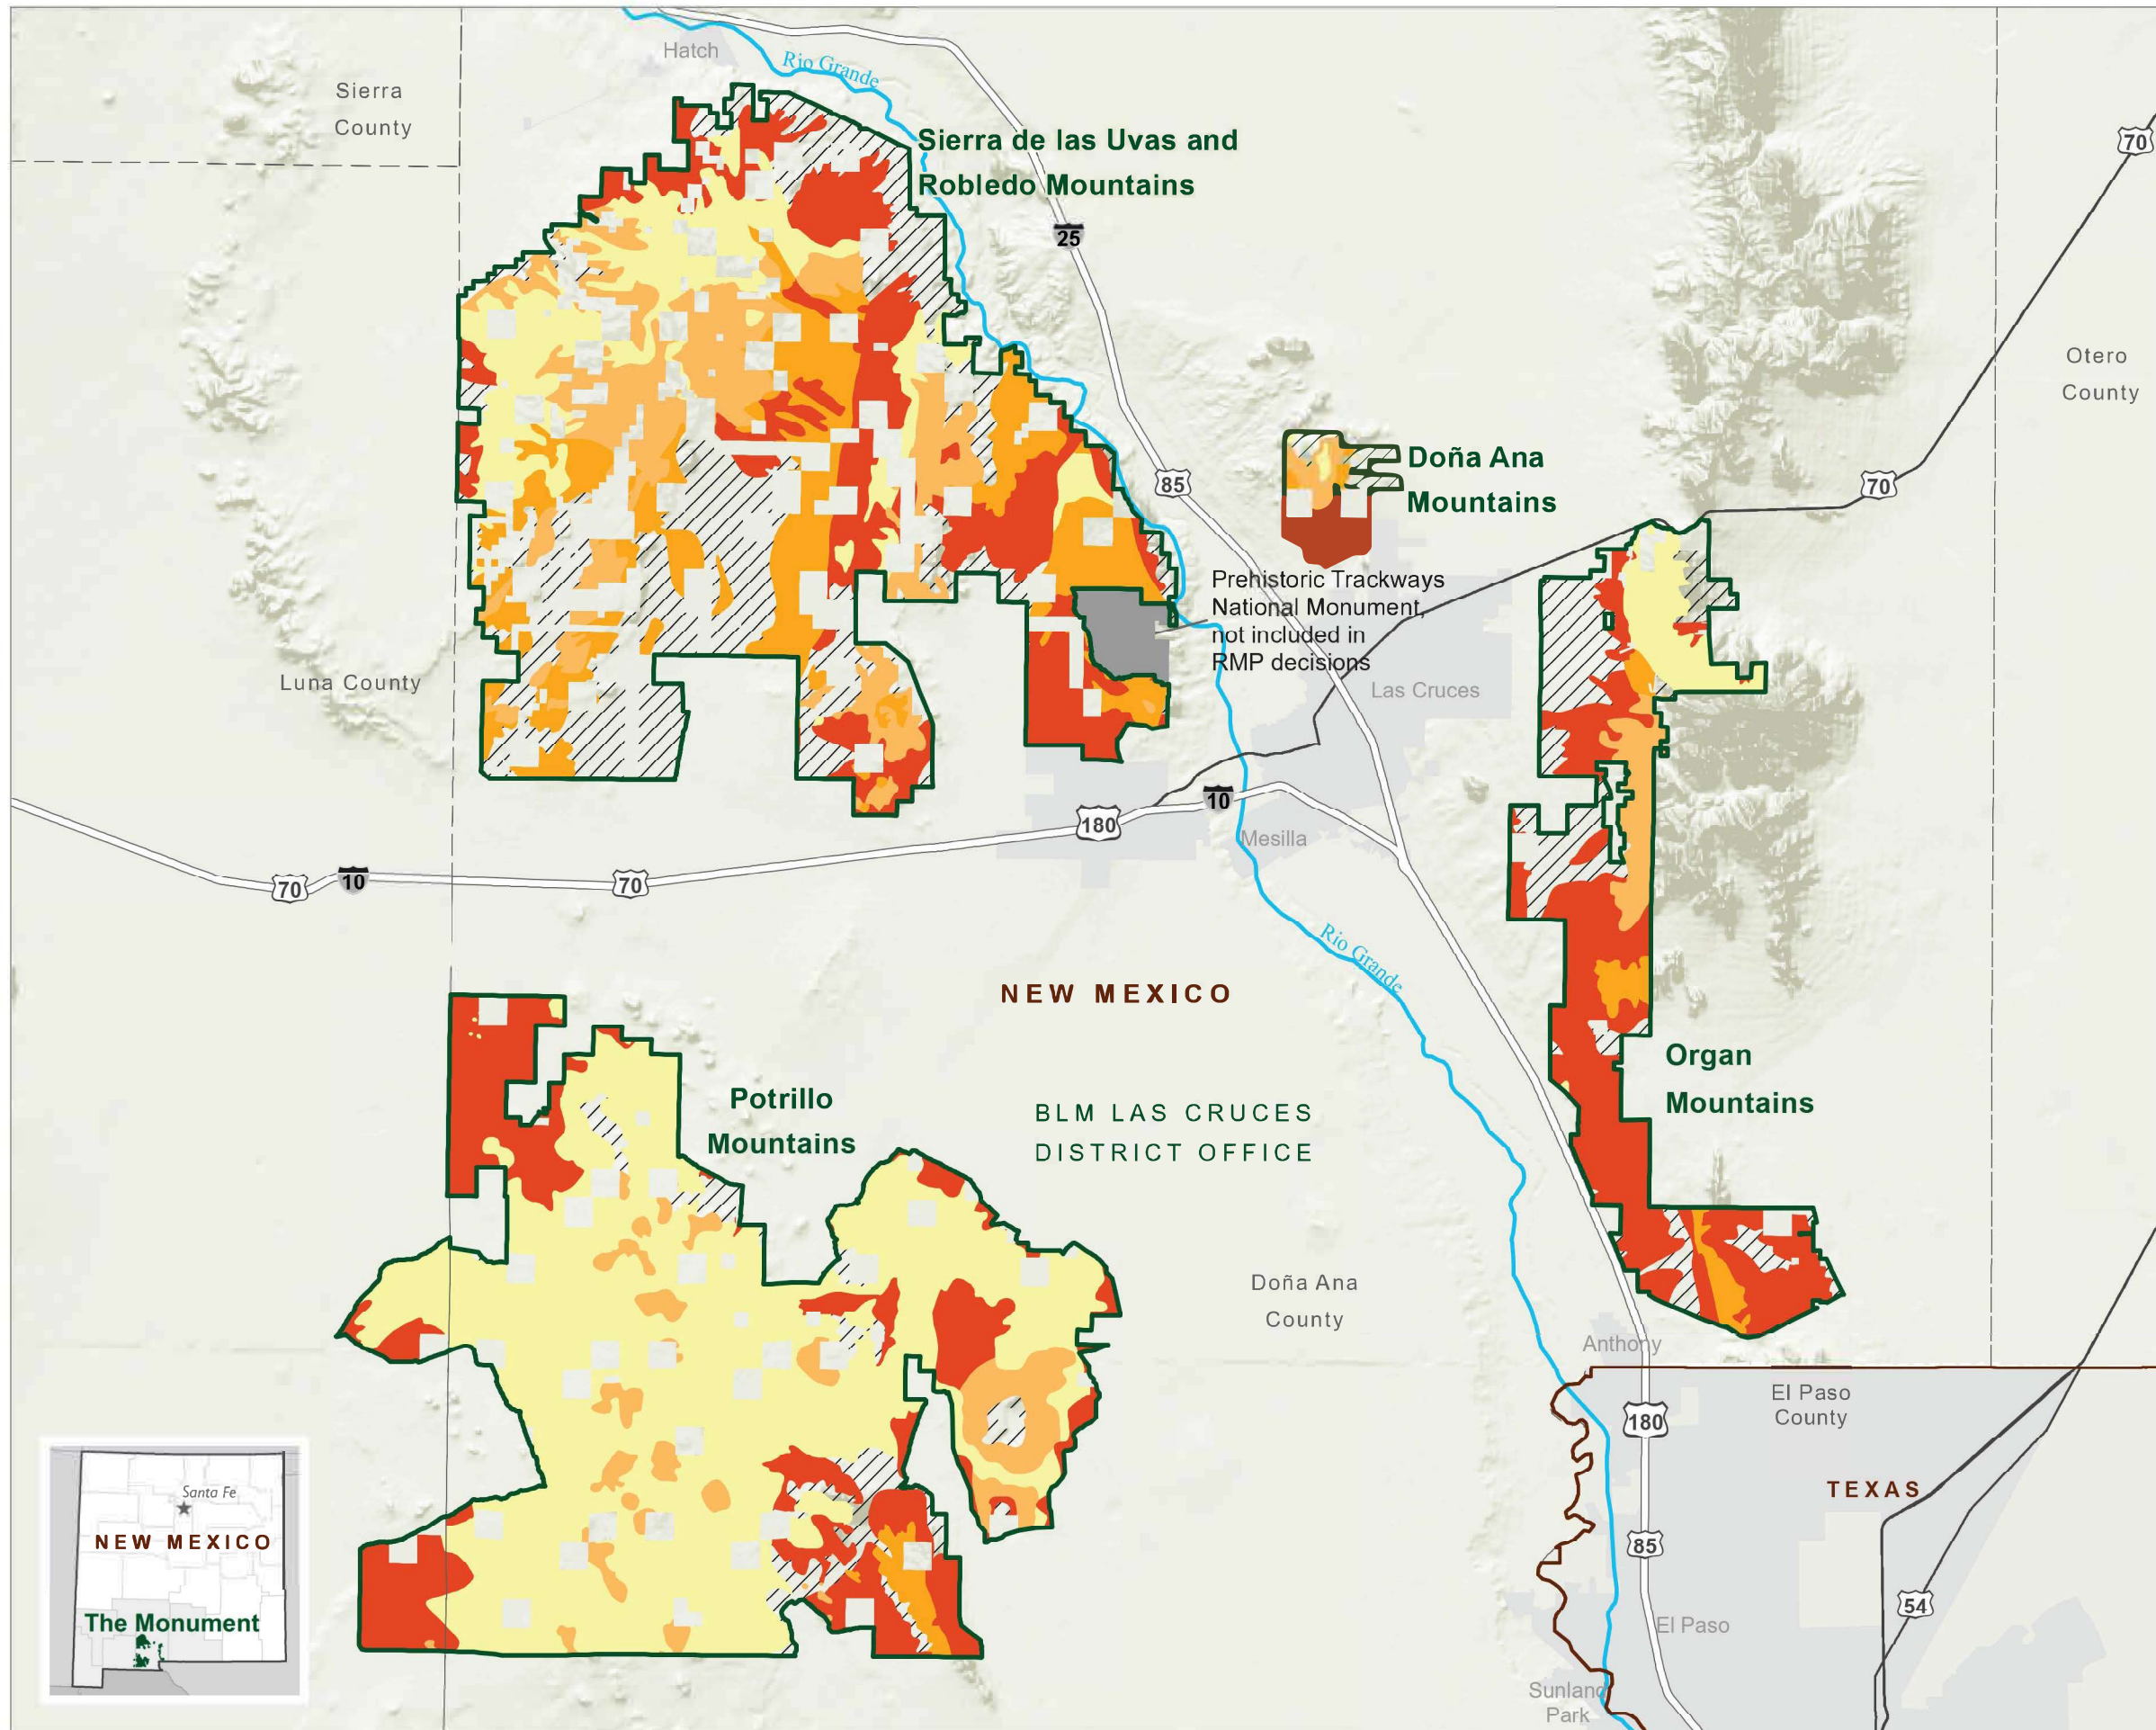 Hatch
Rio Grande
Sierra
County
70
Sierra de las Uvas and
Robledo Mountains
25
Otero
County
Doña Ana
Mountains
85
70
Prehistoric Trackways
National Monument,
not included in
RMP decisions
Luna County
Las Cruces
10
180
Mesilla
70
10
70
Rio Grande
NEW MEXICO
Organ
Mountains
Potrillo
Mountains
BLM LAS CRUCES
DISTRICT OFFICE
Doña Ana
County
Anthony
El Paso
County
180
TEXAS
Santa Fe
NEW MEXICO
The Monument
85
54
El Paso
Sunland
Park